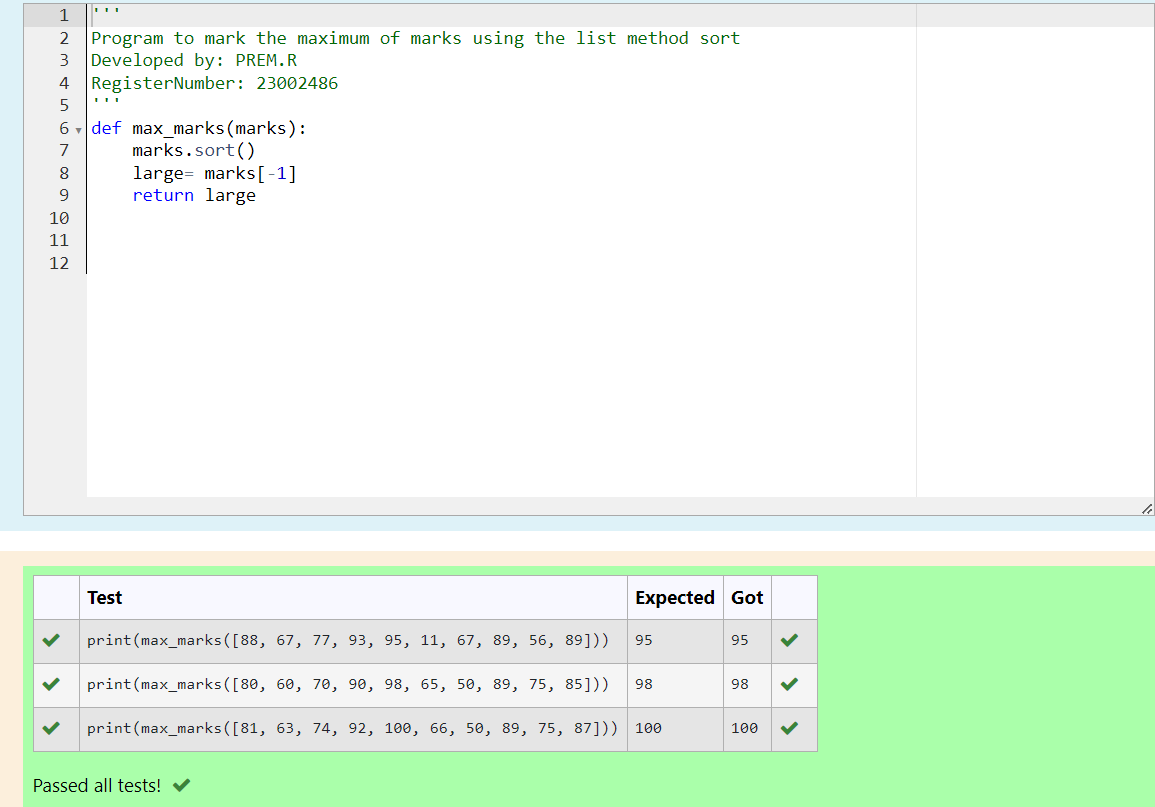 1 '''
2 Program to mark the maximum of marks using the list method sort
3 Developed by: PREM.R
4 RegisterNumber: 23002486
5 '''
6 def max_marks(marks):
7     marks.sort()
8     large= marks[-1]
9     return large
10
11
12
Test Expected Got
print(max_marks([88, 67, 77, 93, 95, 11, 67, 89, 56, 89])) 95 95
print(max_marks([80, 60, 70, 90, 98, 65, 50, 89, 75, 85])) 98 98
print(max_marks([81, 63, 74, 92, 100, 66, 50, 89, 75, 87])) 100 100
Passed all tests!